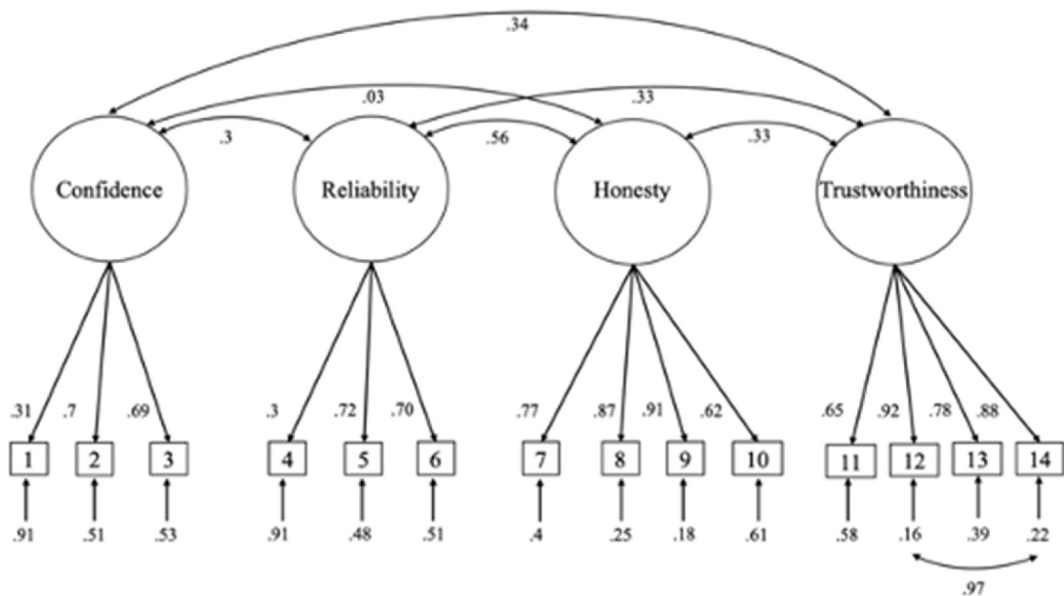 .34
.03 .33
.3 .56 .33
Confidence Reliability Honesty Trustworthiness
.31 .7 .69 .3 .72 .70 .77 .87 .91 .62 .65 .92 .78 .88
1 2 3 4 5 6 7 8 9 10 11 12 13 14
.91 .51 .53 .91 .48 .51 .4 .25 .18 .61 .58 .16 .39 .22
.97